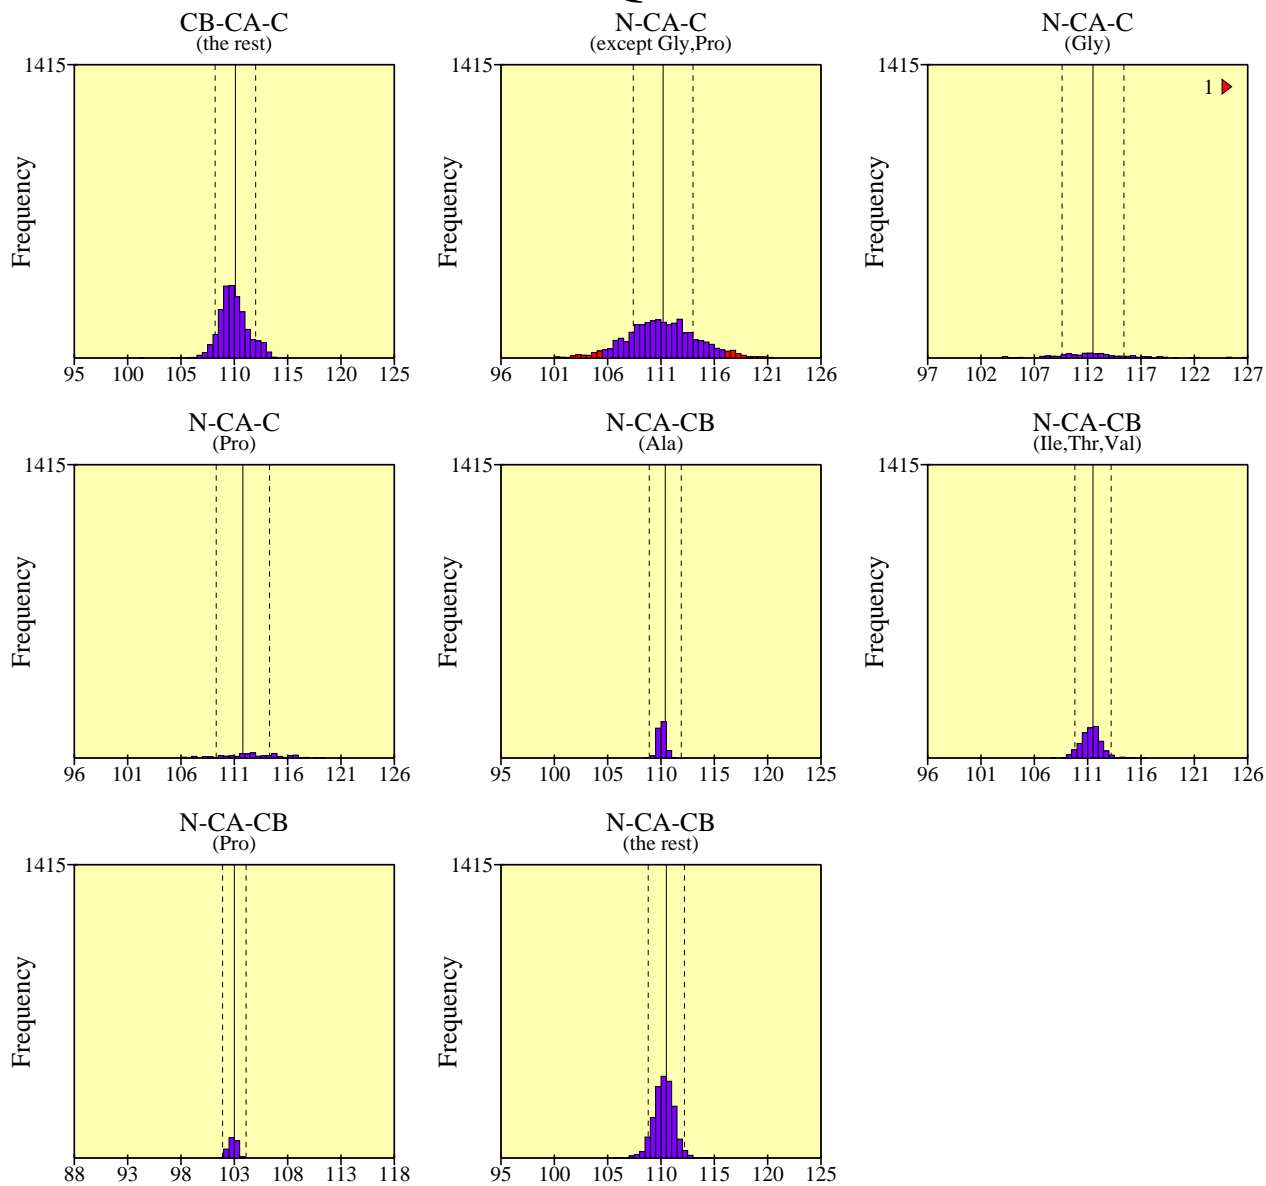 CB-CA-C
(the rest)
1415
Frequency
95 100 105 110 115 120 125
N-CA-C
(except Gly,Pro)
1415
Frequency
96 101 106 111 116 121 126
N-CA-C
(Gly)
1415
1
Frequency
97 102 107 112 117 122 127
N-CA-C
(Pro)
1415
Frequency
96 101 106 111 116 121 126
N-CA-CB
(Ala)
1415
Frequency
95 100 105 110 115 120 125
N-CA-CB
(Ile,Thr,Val)
1415
Frequency
96 101 106 111 116 121 126
N-CA-CB
(Pro)
1415
Frequency
88 93 98 103 108 113 118
N-CA-CB
(the rest)
1415
Frequency
95 100 105 110 115 120 125